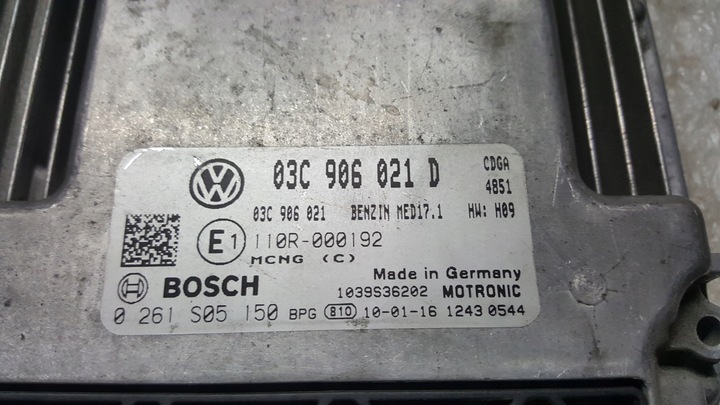 03C 906 021 D CDGA
4851
03C 906 021 BENZIN MED17.1 HW: H09
E1 110R-000192
MCNG (C)
Made in Germany
BOSCH 1039S36202 MOTRONIC
0 261 S05 150 BPG 810 10-01-16 1243 0544